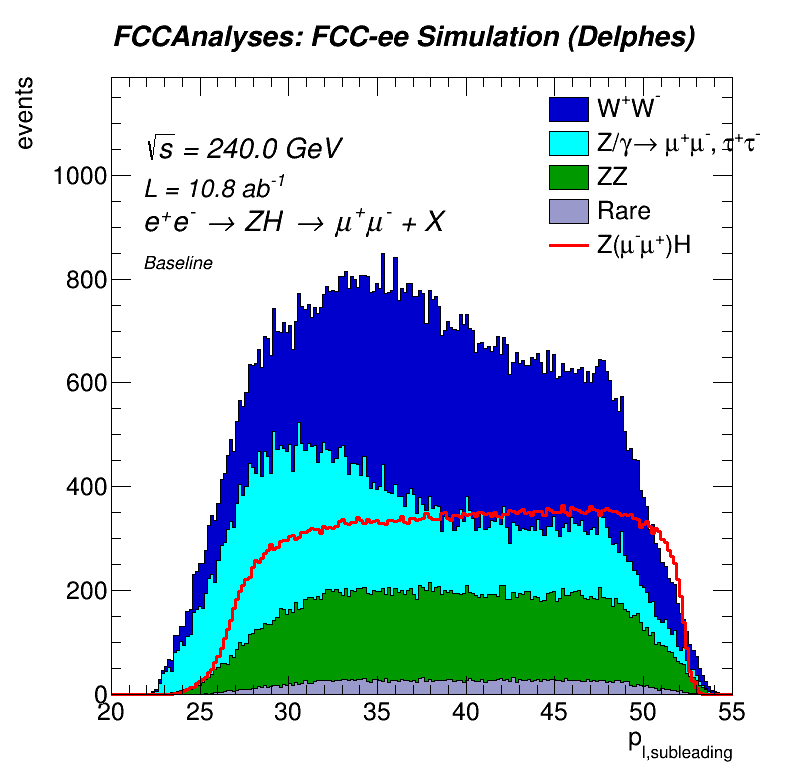 FCCAnalyses: FCC-ee Simulation (Delphes)
events
√s = 240.0 GeV
L = 10.8 ab⁻¹
e⁺e⁻ → ZH → μ⁺μ⁻ + X
Baseline
W⁺W⁻
Z/γ→ μ⁺μ⁻, τ⁺τ⁻
ZZ
Rare
Z(μ⁻μ⁺)H
1000
800
600
400
200
0
20 25 30 35 40 45 50 55
p_l,subleading